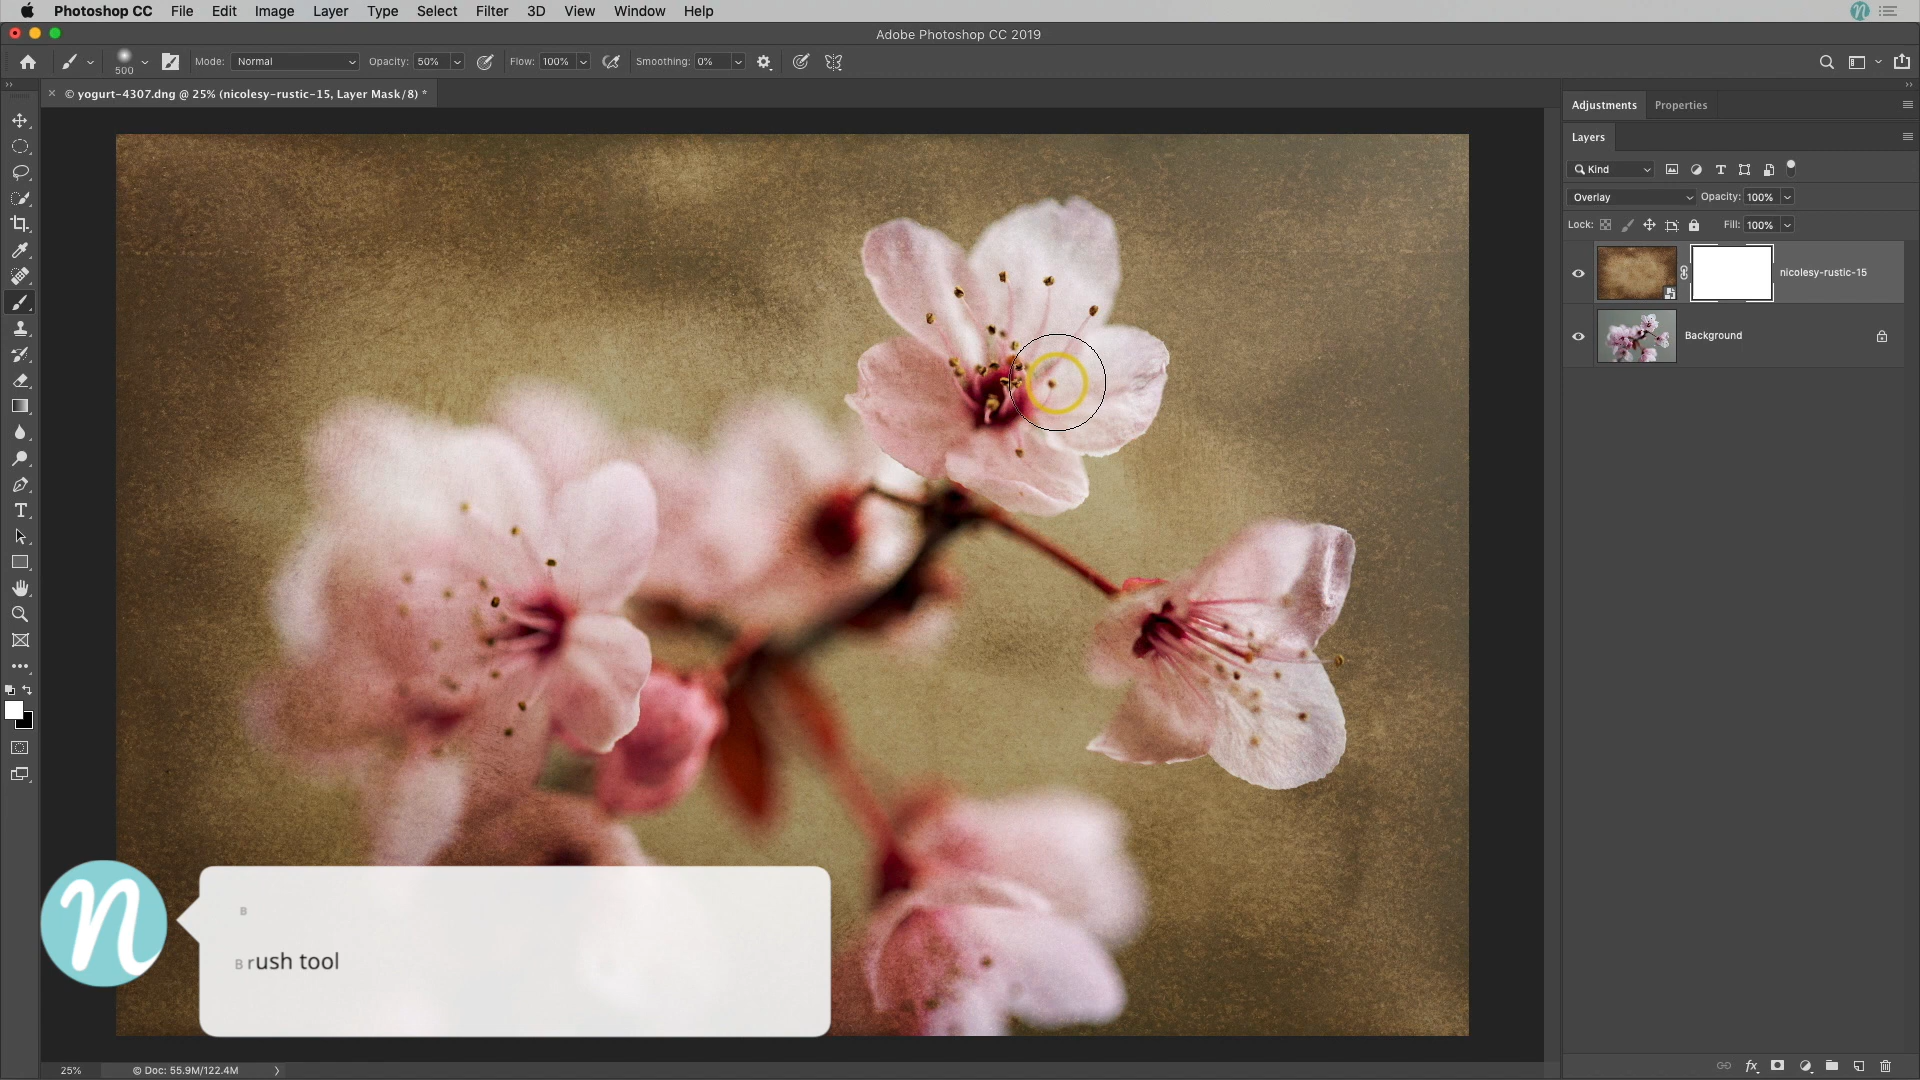 Photoshop CC File Edit Image Layer Type Select Filter 3D View Window Help
Adobe Photoshop CC 2019
500 Mode: Normal Opacity: 50% Flow: 100% Smoothing: 0%
© yogurt-4307.dng @ 25% (nicolesy-rustic-15, Layer Mask/8) *
Adjustments Properties
Layers
Kind
Overlay Opacity: 100%
Lock: Fill: 100%
nicolesy-rustic-15
Background
n
B
Brush tool
25% © Doc: 55.9M/122.4M